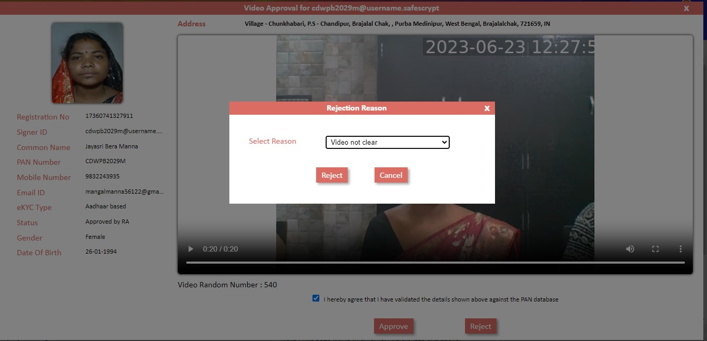 Video Approval for cdwpb2029m@username.safescrypt x
Address Village - Chunkhabari, P.S - Chandipur, Brajalal Chak, , Purba Medinipur, West Bengal, Brajalalchak, 721659, IN
2023-06-23 12:27:5
Rejection Reason x
Select Reason Video not clear
Reject Cancel
Registration No 17360741327911
Signer ID cdwpb2029m@username....
Common Name Jayasri Bera Manna
PAN Number CDWPB2029M
Mobile Number 9832243935
Email ID mangalmanna56122@gma...
eKYC Type Aadhaar based
Status Approved by RA
Gender Female
Date Of Birth 26-01-1994
0:20 / 0:20
Video Random Number : 540
I hereby agree that I have validated the details shown above against the PAN database
Approve Reject